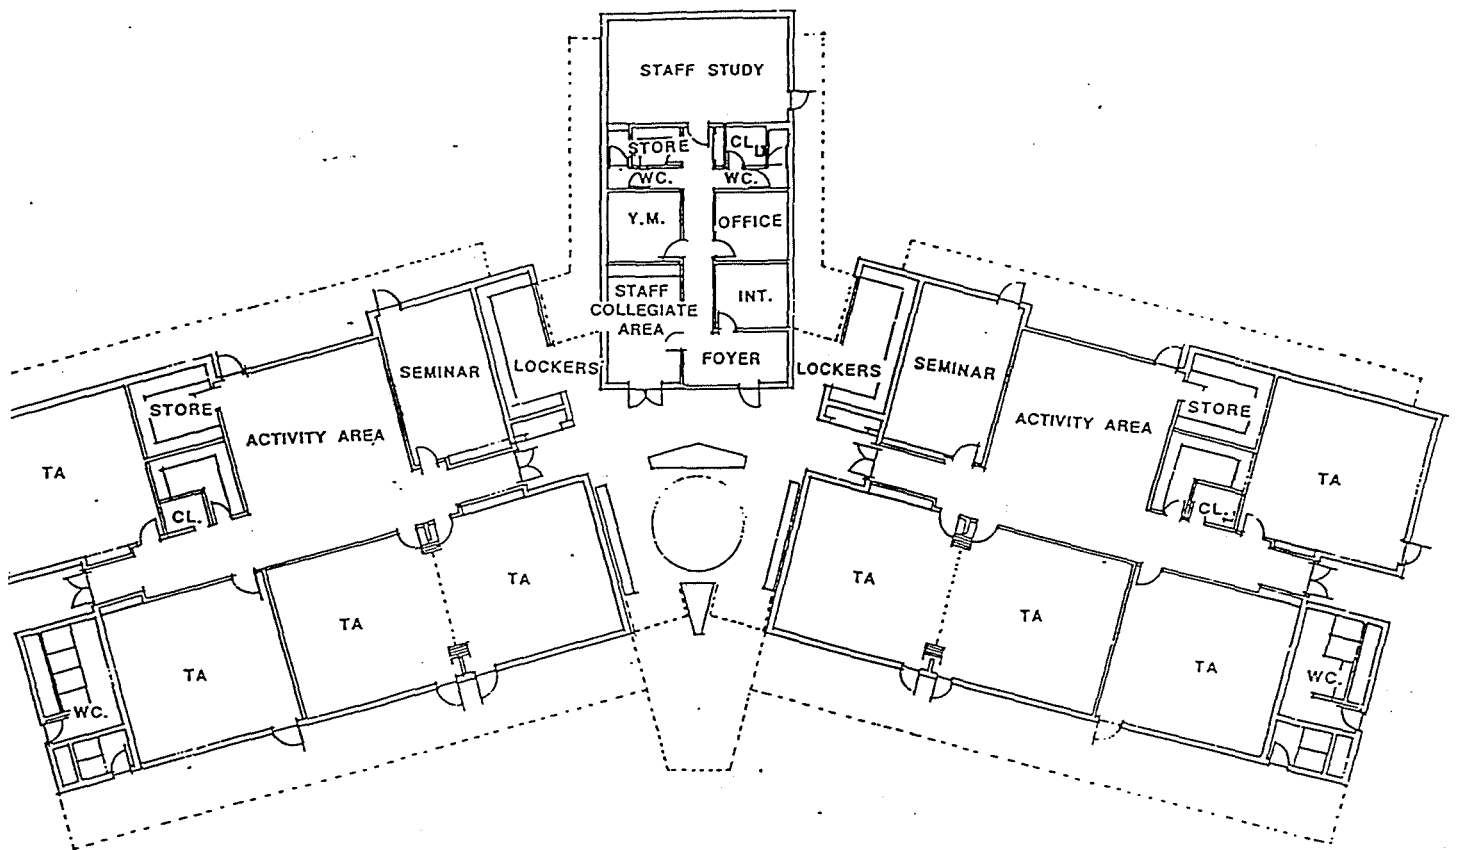 STAFF STUDY
STORE
CL.
WC.
WC.
Y.M.
OFFICE
STAFF
COLLEGIATE
AREA
INT.
FOYER
LOCKERS
LOCKERS
SEMINAR
SEMINAR
STORE
ACTIVITY AREA
ACTIVITY AREA
STORE
TA
CL.
TA
CL.
TA
TA
TA
TA
TA
TA
WC.
WC.